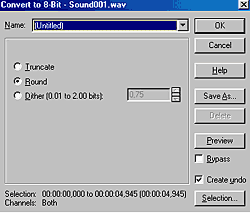 Convert to 8-Bit - Sound001.wav
Name: (Untitled)
OK
Cancel
Truncate
Round
Dither (0.01 to 2.00 bits): 0,75
Help
Save As...
Delete
Preview
Bypass
Create undo
Selection: 00:00:00,000 to 00:00:04,945 (00:00:04,945)
Channels: Both
Selection...